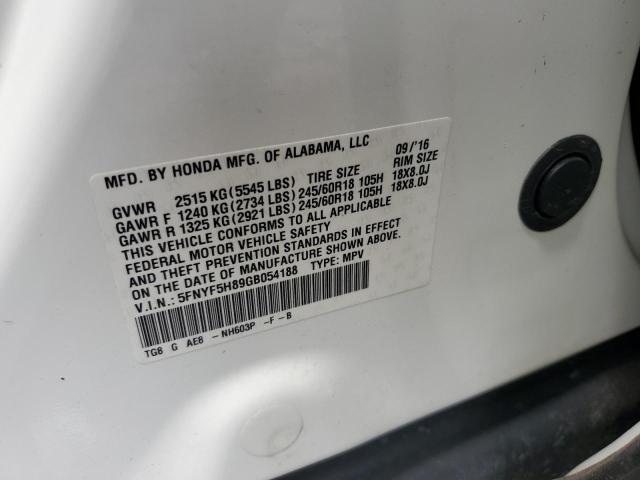 MFD. BY HONDA MFG. OF ALABAMA, LLC 09/'16
GVWR 2515 KG(5545 LBS) TIRE SIZE RIM SIZE
GAWR F 1240 KG(2734 LBS)245/60R18 105H 18X8.0J
GAWR R 1325 KG(2921 LBS)245/60R18 105H 18X8.0J
THIS VEHICLE CONFORMS TO ALL APPLICABLE
FEDERAL MOTOR VEHICLE SAFETY
AND THEFT PREVENTION STANDARDS IN EFFECT
ON THE DATE OF MANUFACTURE SHOWN ABOVE.
V.I.N.:5FNYF5H89GB054188 TYPE: MPV
TG8 G AE8 -NH603P -F-B